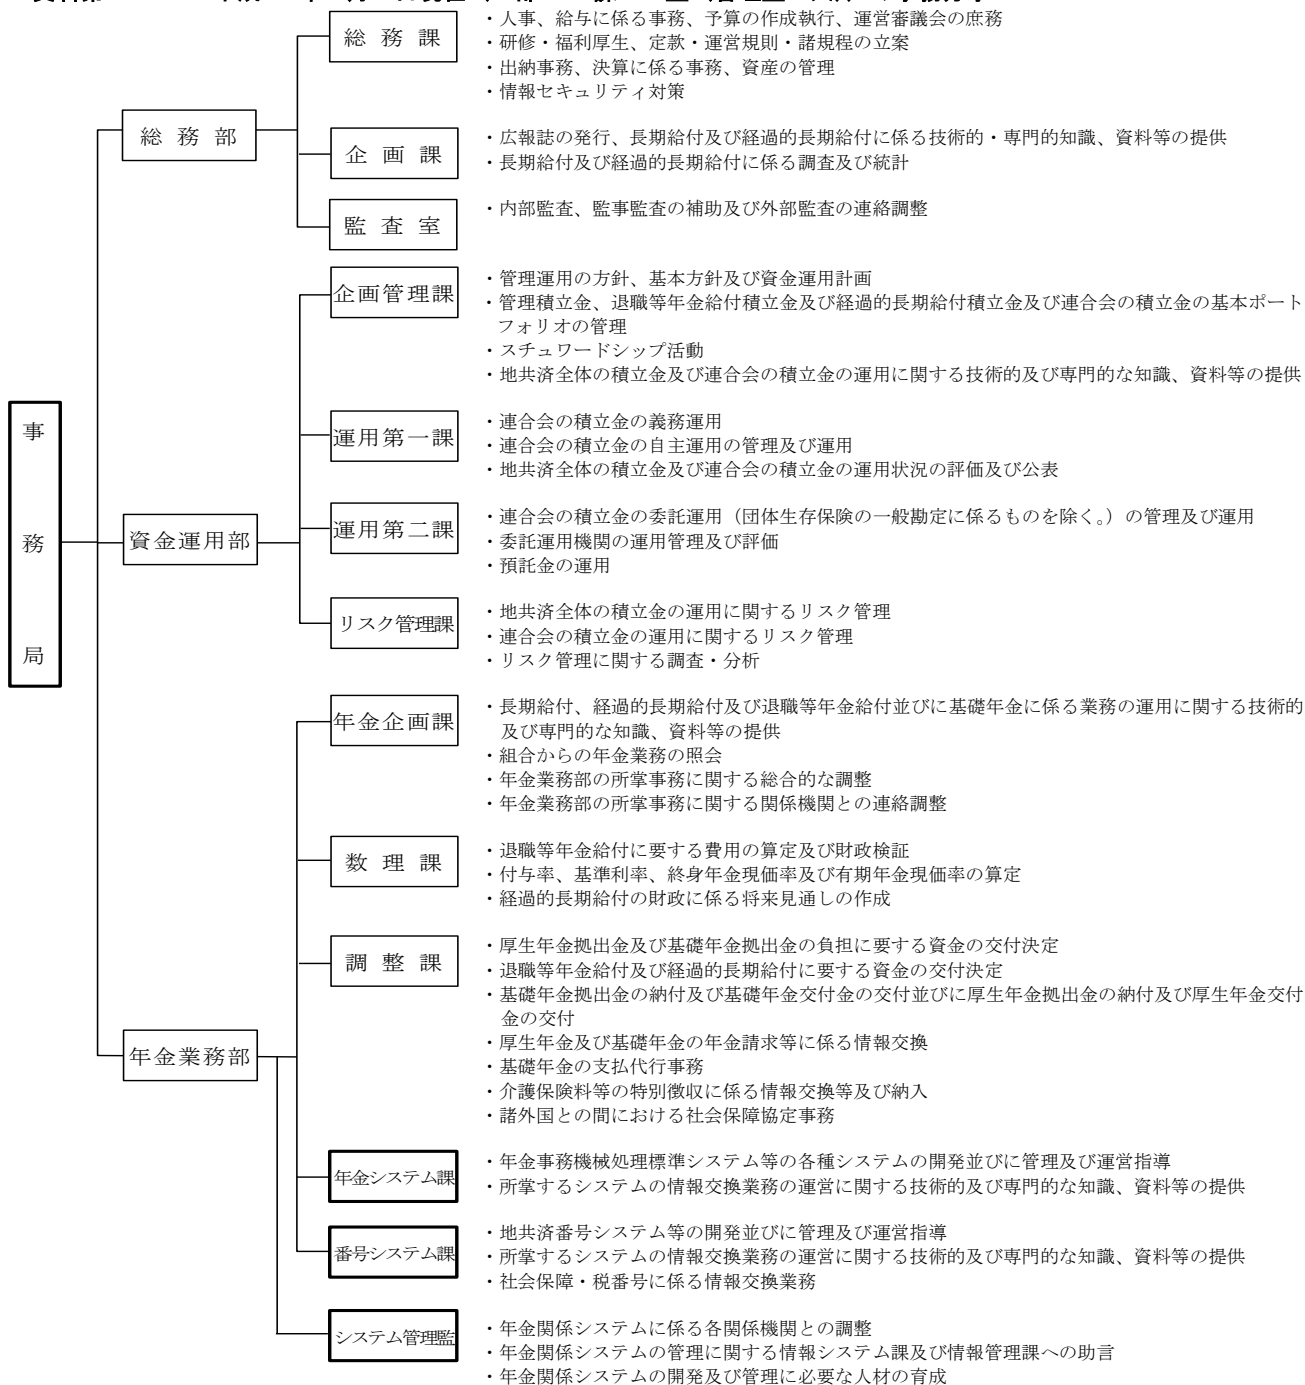 事務局
総務部
総務課
・人事、給与に係る事務、予算の作成執行、運営審議会の庶務
・研修・福利厚生、定款・運営規則・諸規程の立案
・出納事務、決算に係る事務、資産の管理
・情報セキュリティ対策
企画課
・広報誌の発行、長期給付及び経過的長期給付に係る技術的・専門的知識、資料等の提供
・長期給付及び経過的長期給付に係る調査及び統計
監査室
・内部監査、監事監査の補助及び外部監査の連絡調整
資金運用部
企画管理課
・管理運用の方針、基本方針及び資金運用計画
・管理積立金、退職等年金給付積立金及び経過的長期給付積立金及び連合会の積立金の基本ポート
フォリオの管理
・スチュワードシップ活動
・地共済全体の積立金及び連合会の積立金の運用に関する技術的及び専門的な知識、資料等の提供
運用第一課
・連合会の積立金の義務運用
・連合会の積立金の自主運用の管理及び運用
・地共済全体の積立金及び連合会の積立金の運用状況の評価及び公表
運用第二課
・連合会の積立金の委託運用（団体生存保険の一般勘定に係るものを除く。）の管理及び運用
・委託運用機関の運用管理及び評価
・預託金の運用
リスク管理課
・地共済全体の積立金の運用に関するリスク管理
・連合会の積立金の運用に関するリスク管理
・リスク管理に関する調査・分析
年金業務部
年金企画課
・長期給付、経過的長期給付及び退職等年金給付並びに基礎年金に係る業務の運用に関する技術的
及び専門的な知識、資料等の提供
・組合からの年金業務の照会
・年金業務部の所掌事務に関する総合的な調整
・年金業務部の所掌事務に関する関係機関との連絡調整
数理課
・退職等年金給付に要する費用の算定及び財政検証
・付与率、基準利率、終身年金現価率及び有期年金現価率の算定
・経過的長期給付の財政に係る将来見通しの作成
調整課
・厚生年金拠出金及び基礎年金拠出金の負担に要する資金の交付決定
・退職等年金給付及び経過的長期給付に要する資金の交付決定
・基礎年金拠出金の納付及び基礎年金交付金の交付並びに厚生年金拠出金の納付及び厚生年金交付
金の交付
・厚生年金及び基礎年金の年金請求等に係る情報交換
・基礎年金の支払代行事務
・介護保険料等の特別徴収に係る情報交換等及び納入
・諸外国との間における社会保障協定事務
年金システム課
・年金事務機械処理標準システム等の各種システムの開発並びに管理及び運営指導
・所掌するシステムの情報交換業務の運営に関する技術的及び専門的な知識、資料等の提供
番号システム課
・地共済番号システム等の開発並びに管理及び運営指導
・所掌するシステムの情報交換業務の運営に関する技術的及び専門的な知識、資料等の提供
・社会保障・税番号に係る情報交換業務
システム管理監
・年金関係システムに係る各関係機関との調整
・年金関係システムの管理に関する情報システム課及び情報管理課への助言
・年金関係システムの開発及び管理に必要な人材の育成